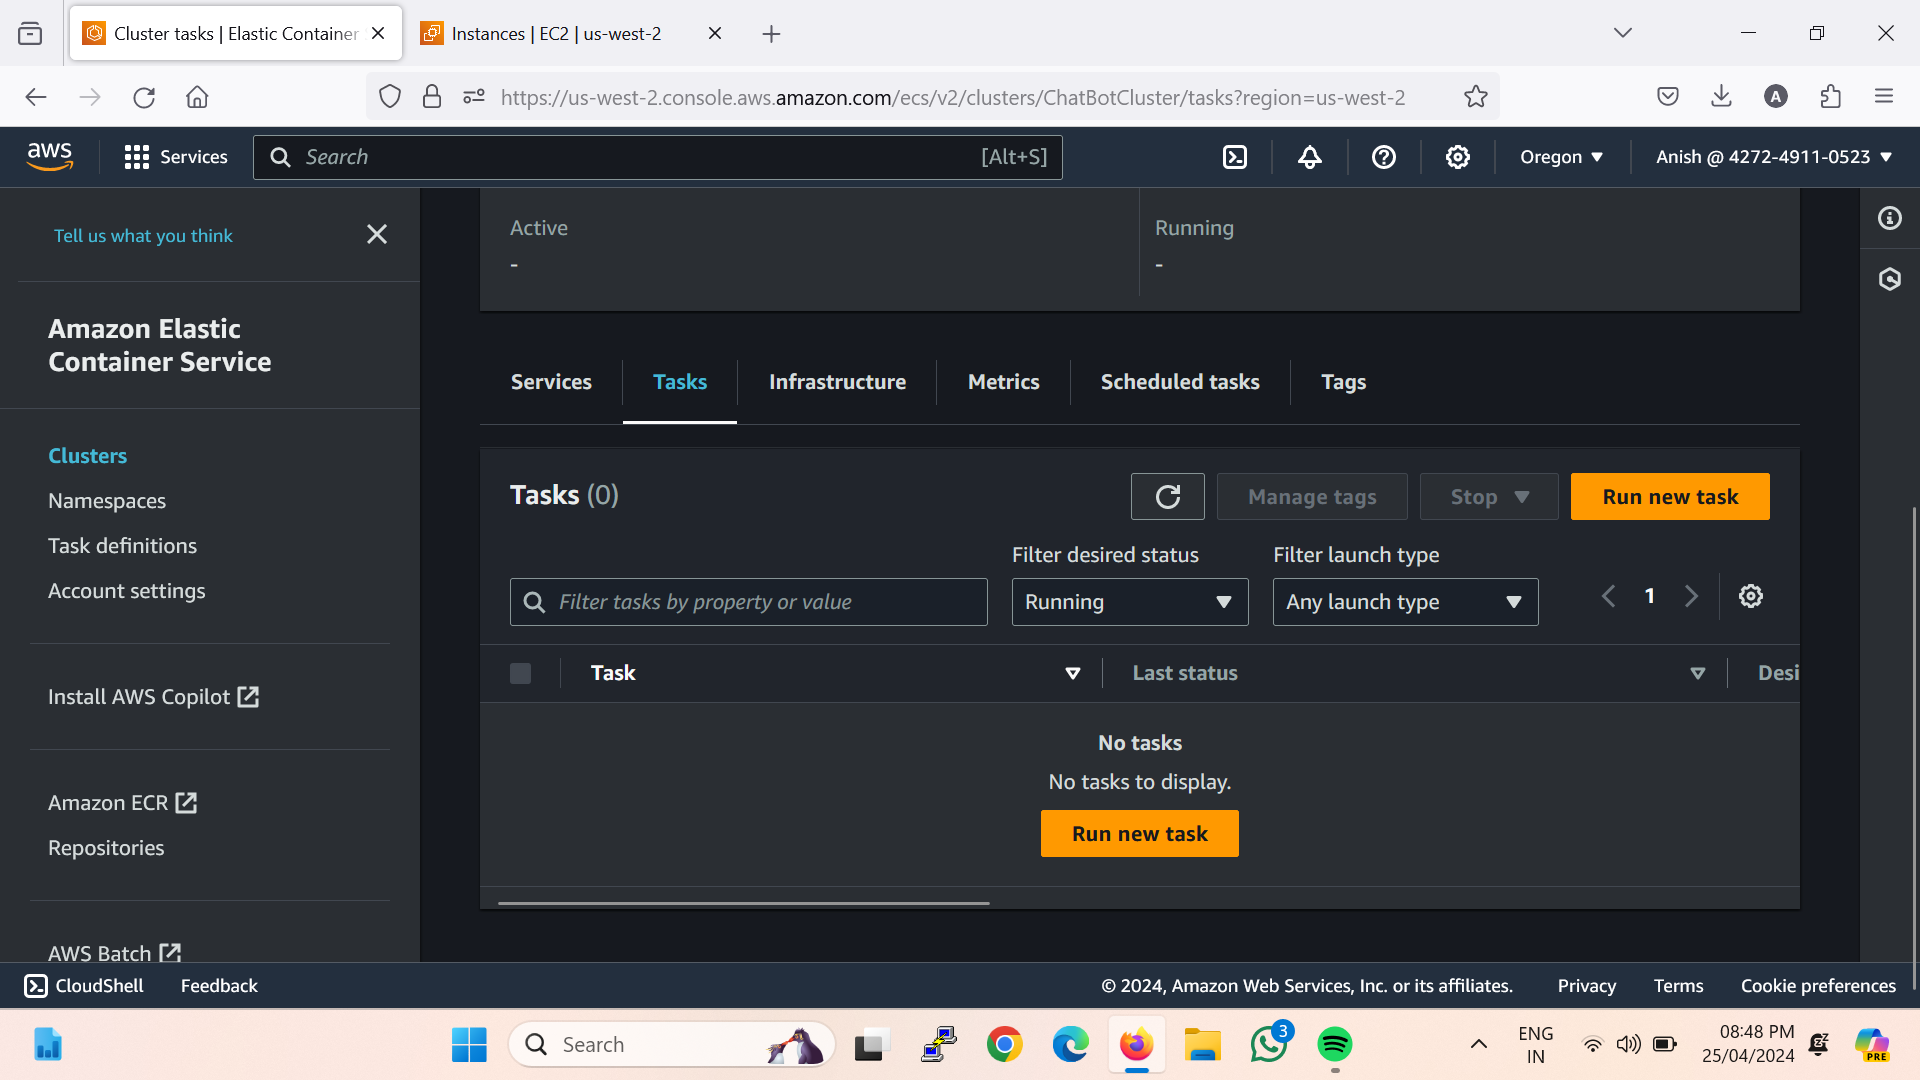 Cluster tasks | Elastic Container
Instances | EC2 | us-west-2
https://us-west-2.console.aws.amazon.com/ecs/v2/clusters/ChatBotCluster/tasks?region=us-west-2
A
aws
Services
Search
[Alt+S]
Oregon
Anish @ 4272-4911-0523
Tell us what you think
Amazon Elastic
Container Service
Clusters
Namespaces
Task definitions
Account settings
Install AWS Copilot
Amazon ECR
Repositories
AWS Batch
Active
-
Running
-
Services
Tasks
Infrastructure
Metrics
Scheduled tasks
Tags
Tasks (0)
Manage tags
Stop
Run new task
Filter desired status
Filter launch type
Filter tasks by property or value
Running
Any launch type
1
Task
Last status
Desi
No tasks
No tasks to display.
Run new task
CloudShell
Feedback
© 2024, Amazon Web Services, Inc. or its affiliates.
Privacy
Terms
Cookie preferences
Search
3
ENG
IN
08:48 PM
25/04/2024
PRE